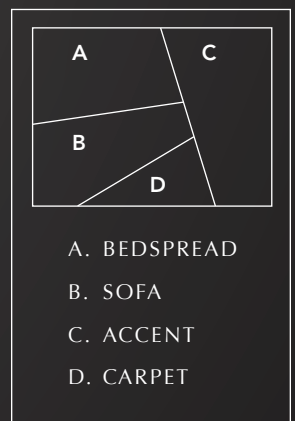 A C
B
D
A. BEDSPREAD
B. SOFA
C. ACCENT
D. CARPET